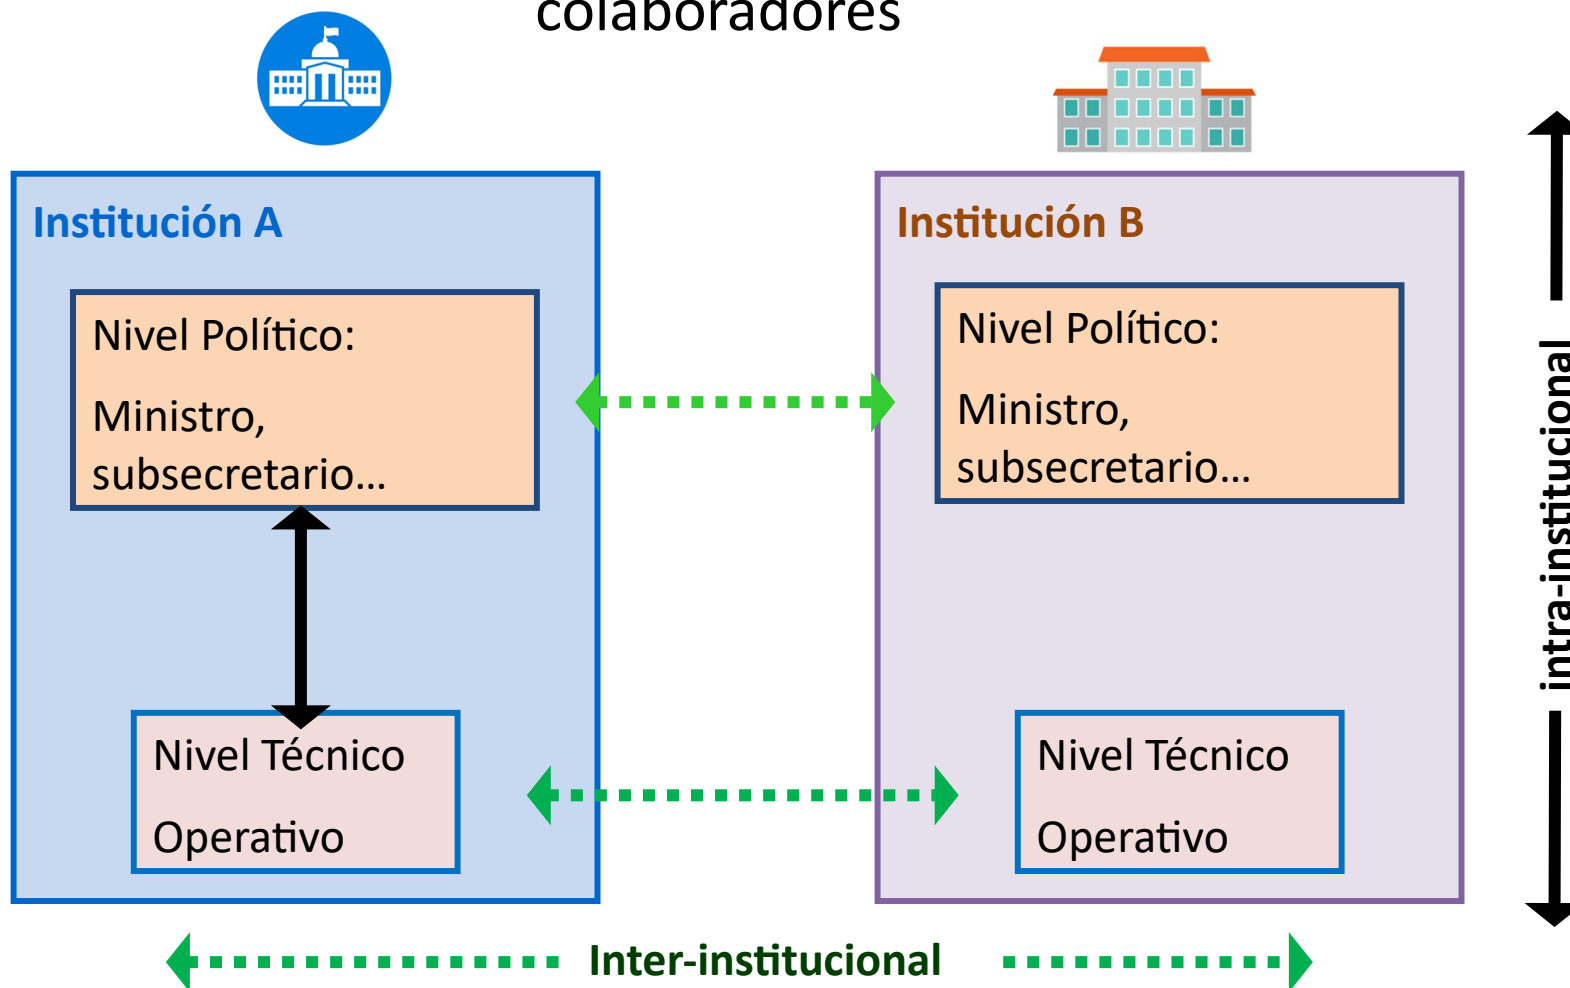 colaboradores
Institución A
Nivel Político:
Ministro,
subsecretario...
Nivel Técnico
Operativo
Institución B
Nivel Político:
Ministro,
subsecretario...
Nivel Técnico
Operativo
intra-institucional
Inter-institucional